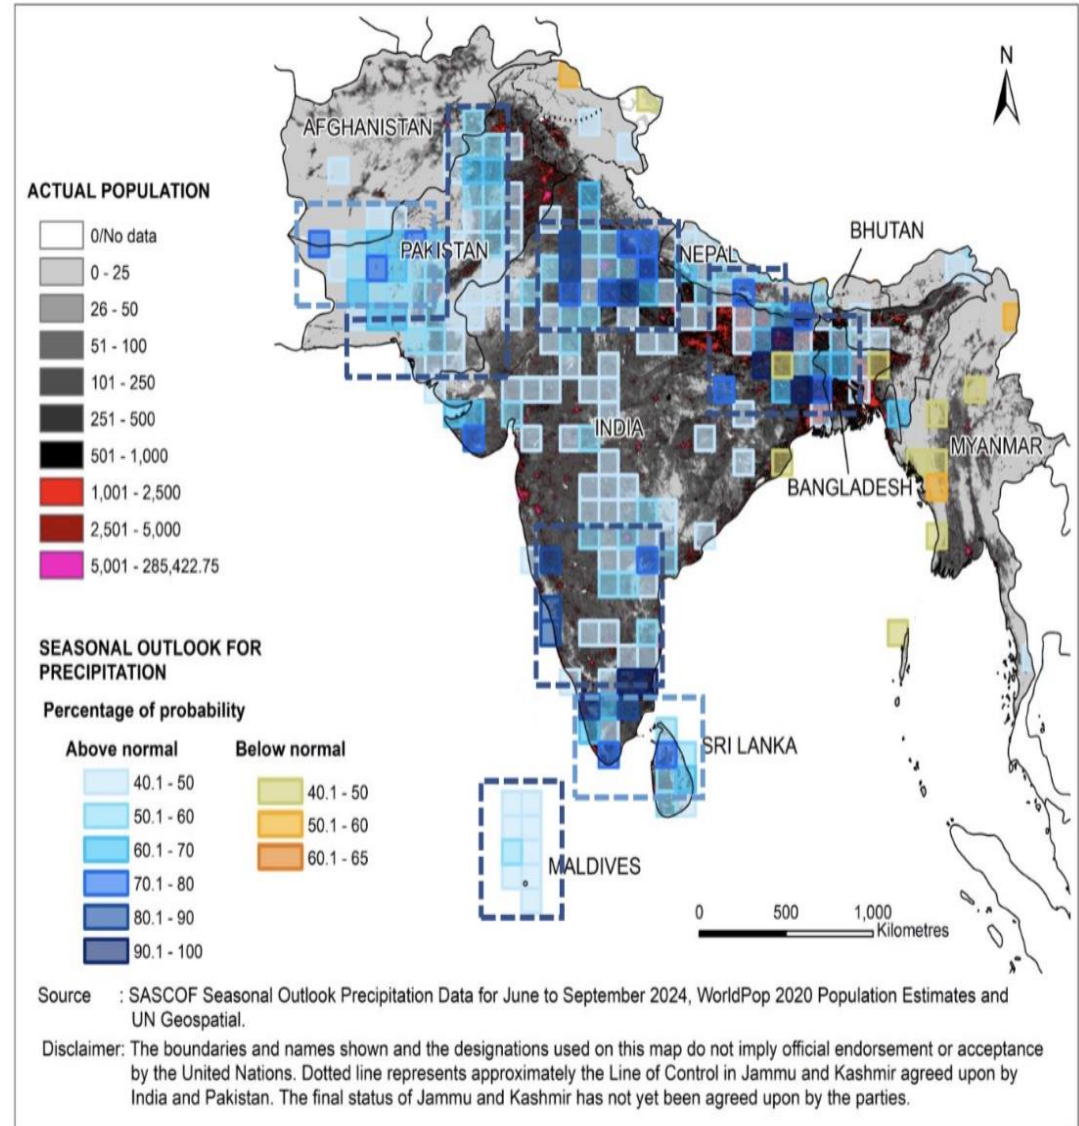 N
AFGHANISTAN
ACTUAL POPULATION
0/No data
0 - 25
26 - 50
51 - 100
101 - 250
251 - 500
501 - 1,000
1,001 - 2,500
2,501 - 5,000
5,001 - 285,422.75
PAKISTAN
NEPAL
BHUTAN
INDIA
MYANMAR
BANGLADESH
SRI LANKA
MALDIVES
SEASONAL OUTLOOK FOR
PRECIPITATION
Percentage of probability
Above normal
40.1 - 50
50.1 - 60
60.1 - 70
70.1 - 80
80.1 - 90
90.1 - 100
Below normal
40.1 - 50
50.1 - 60
60.1 - 65
0 500 1,000
Kilometres
Source : SASCOF Seasonal Outlook Precipitation Data for June to September 2024, WorldPop 2020 Population Estimates and
UN Geospatial.
Disclaimer: The boundaries and names shown and the designations used on this map do not imply official endorsement or acceptance
by the United Nations. Dotted line represents approximately the Line of Control in Jammu and Kashmir agreed upon by
India and Pakistan. The final status of Jammu and Kashmir has not yet been agreed upon by the parties.